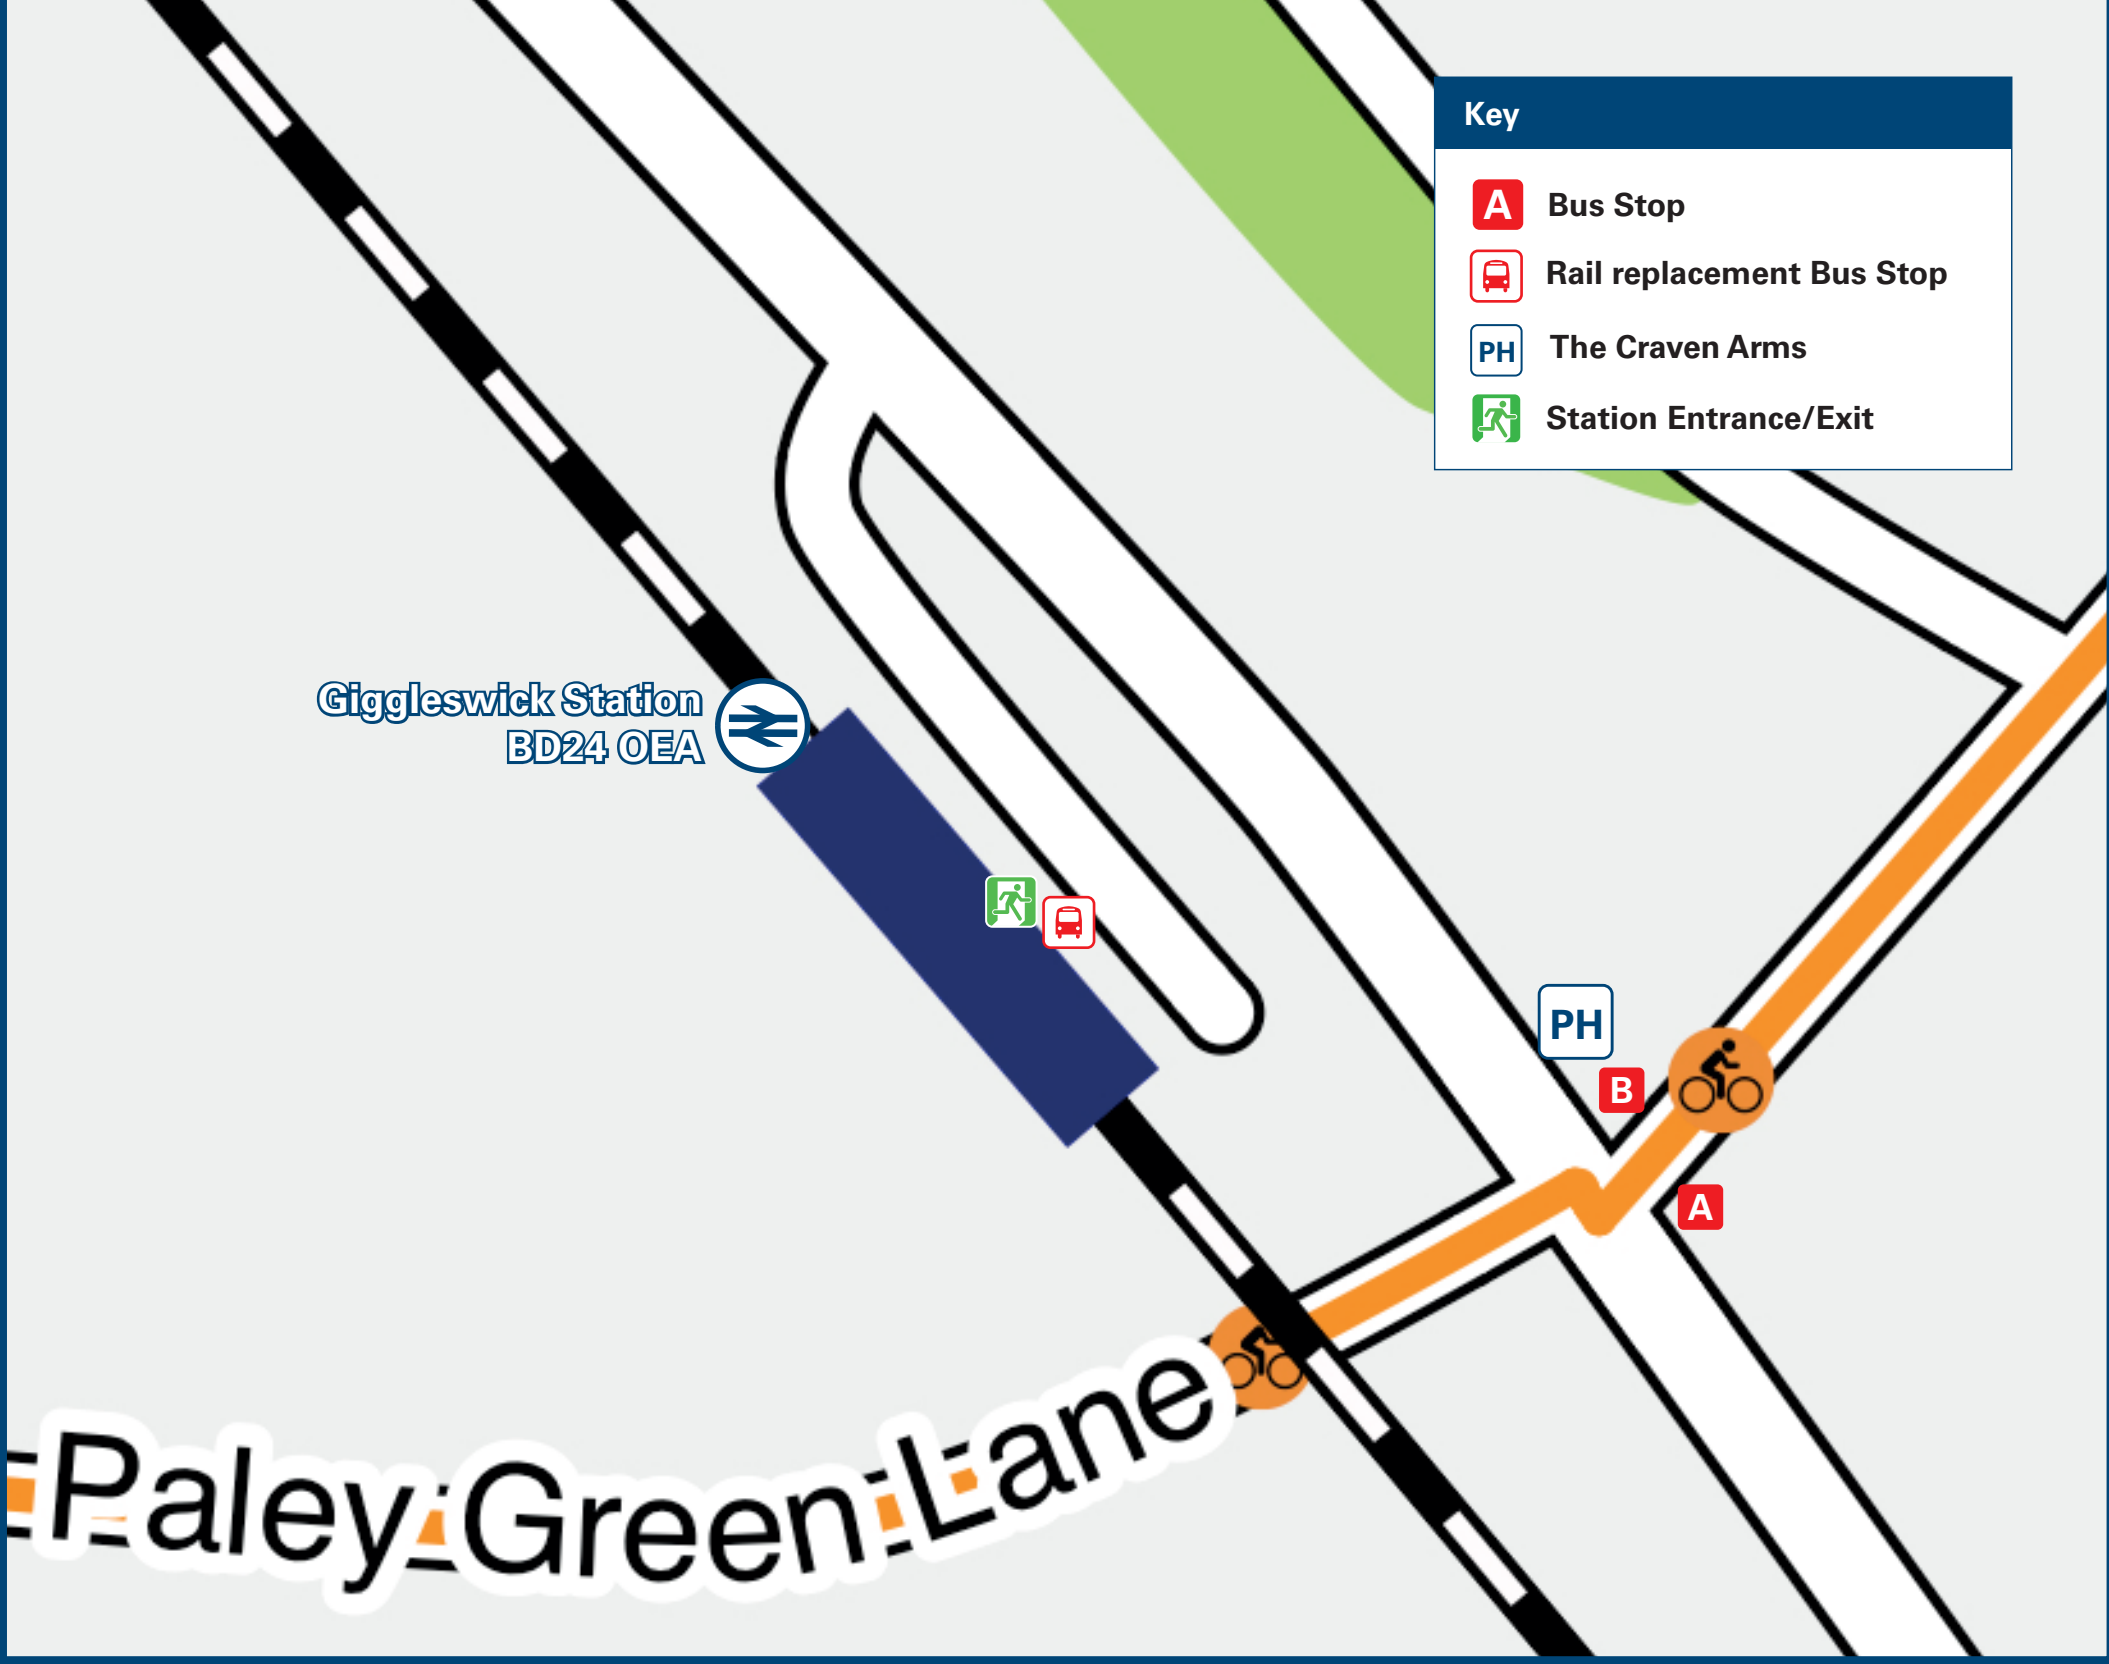 Key
A Bus Stop
Rail replacement Bus Stop
PH The Craven Arms
Station Entrance/Exit
Giggleswick Station
BD24 OEA
PH
B
A
Paley Green Lane